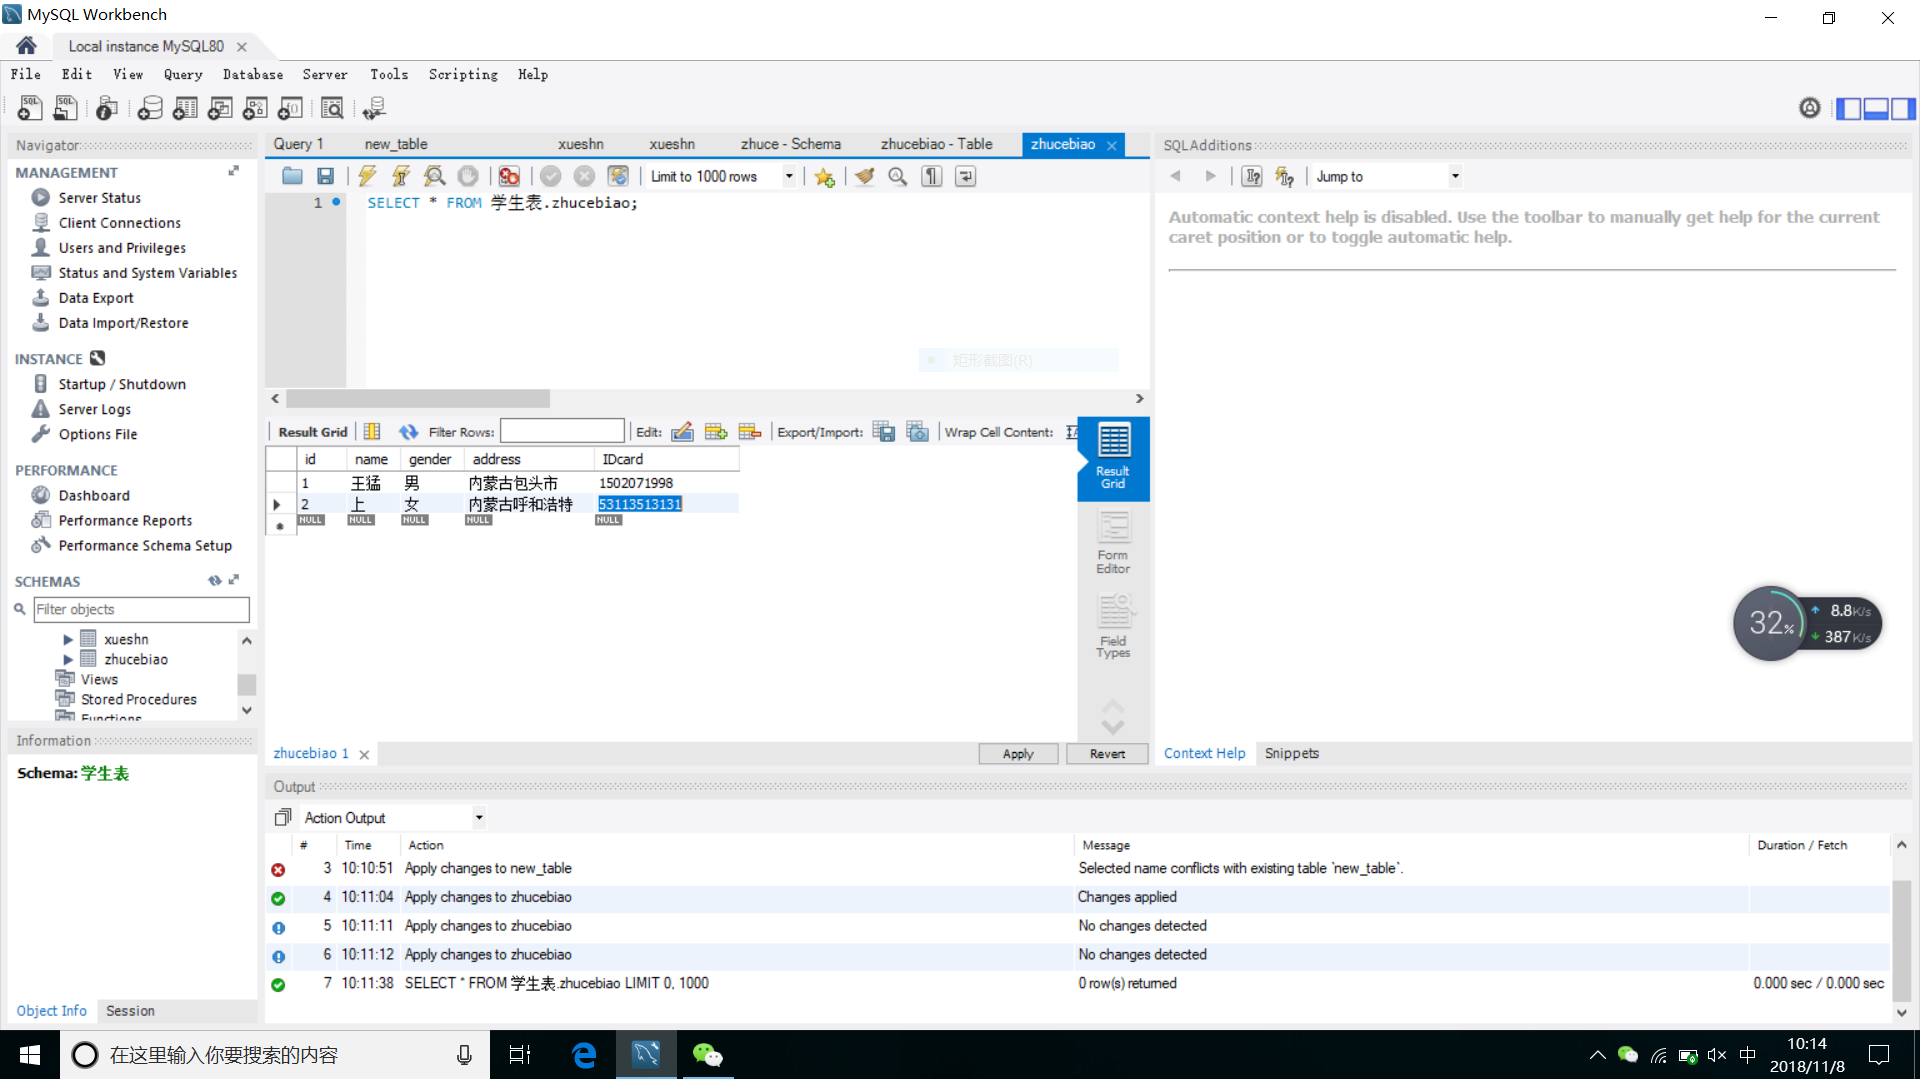 MySQL Workbench
Local instance MySQL80
File Edit View Query Database Server Tools Scripting Help
Navigator
MANAGEMENT
Server Status
Client Connections
Users and Privileges
Status and System Variables
Data Export
Data Import/Restore
INSTANCE
Startup / Shutdown
Server Logs
Options File
PERFORMANCE
Dashboard
Performance Reports
Performance Schema Setup
SCHEMAS
Filter objects
xueshn
zhucebiao
Views
Stored Procedures
Functions
Information
Schema: 学生表
Object Info Session
Query 1 new_table xueshn xueshn zhuce - Schema zhucebiao - Table zhucebiao
Limit to 1000 rows
1 SELECT * FROM 学生表.zhucebiao;
矩形截图(R)
Result Grid Filter Rows: Edit: Export/Import: Wrap Cell Content:
id name gender address IDcard
1 王猛 男 内蒙古包头市 1502071998
2 上 女 内蒙古呼和浩特 53113513131
NULL NULL NULL NULL NULL
Result Grid
Form Editor
Field Types
zhucebiao 1
Apply Revert
SQLAdditions
Jump to
Automatic context help is disabled. Use the toolbar to manually get help for the current
caret position or to toggle automatic help.
32%
8.8K/s
387K/s
Context Help Snippets
Output
Action Output
# Time Action Message Duration / Fetch
3 10:10:51 Apply changes to new_table Selected name conflicts with existing table `new_table`.
4 10:11:04 Apply changes to zhucebiao Changes applied
5 10:11:11 Apply changes to zhucebiao No changes detected
6 10:11:12 Apply changes to zhucebiao No changes detected
7 10:11:38 SELECT * FROM 学生表.zhucebiao LIMIT 0, 1000 0 row(s) returned 0.000 sec / 0.000 sec
在这里输入你要搜索的内容
中
10:14
2018/11/8